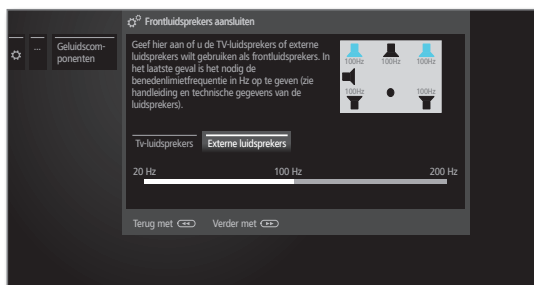 Frontluidsprekers aansluiten
...
Geluidscom-
ponenten
Geef hier aan of u de TV-luidsprekers of externe
luidsprekers wilt gebruiken als frontluidsprekers. In
het laatste geval is het nodig de
benedenlimietfrequentie in Hz op te geven (zie
handleiding en technische gegevens van de
luidsprekers).
100Hz 100Hz 100Hz
100Hz 100Hz
Tv-luidsprekers Externe luidsprekers
20 Hz 100 Hz 200 Hz
Terug met Verder met